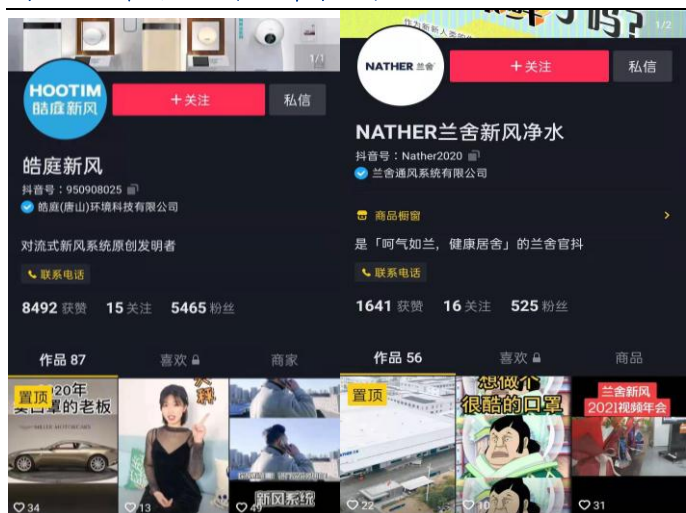 1/1
HOOTIM
皓庭新风
+关注
私信
皓庭新风
抖音号：950908025
皓庭(唐山)环境科技有限公司
对流式新风系统原创发明者
联系电话
8492 获赞 15 关注 5465 粉丝
作品 87
喜欢
商家
置顶
2020年
卖口罩的老板
34
13
新风系统
49
了吗?
1/2
NATHER 兰舍
+关注
私信
NATHER兰舍新风净水
抖音号：Nather2020
兰舍通风系统有限公司
商品橱窗
是「呵气如兰，健康居舍」的兰舍官抖
联系电话
1641 获赞 16 关注 525 粉丝
作品 56
喜欢
商品
置顶
22
想做个
很酷的口罩
10
兰舍新风
2021视频年会
31